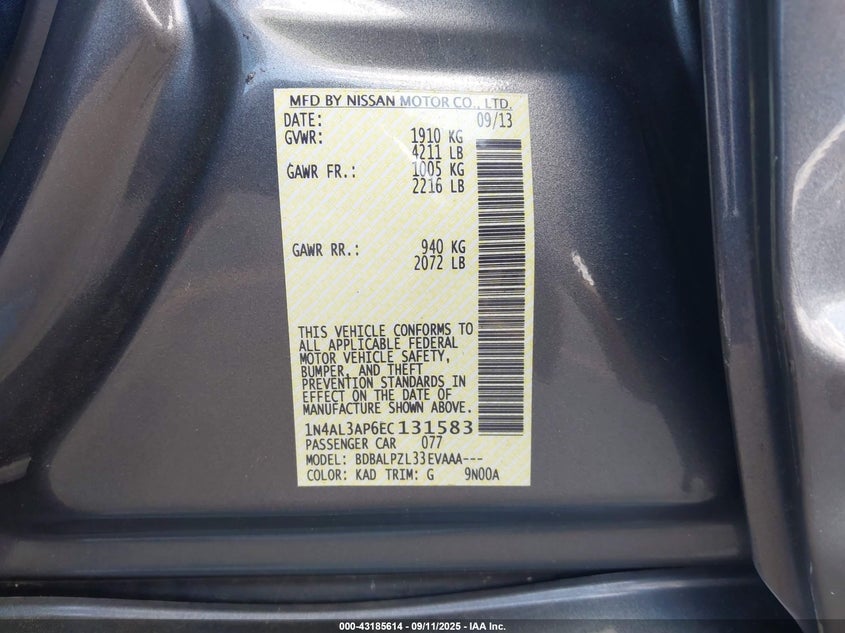 MFD BY NISSAN MOTOR CO., LTD.
DATE: 09/13
GVWR: 1910 KG
4211 LB
GAWR FR.: 1005 KG
2216 LB
GAWR RR.: 940 KG
2072 LB
THIS VEHICLE CONFORMS TO
ALL APPLICABLE FEDERAL
MOTOR VEHICLE SAFETY,
BUMPER, AND THEFT
PREVENTION STANDARDS IN
EFFECT ON THE DATE OF
MANUFACTURE SHOWN ABOVE.
1N4AL3AP6EC131583
PASSENGER CAR 077
MODEL: BDBALPZL33EVAAA---
COLOR: KAD TRIM: G 9N00A
000-43185614 - 09/11/2025 - IAA Inc.